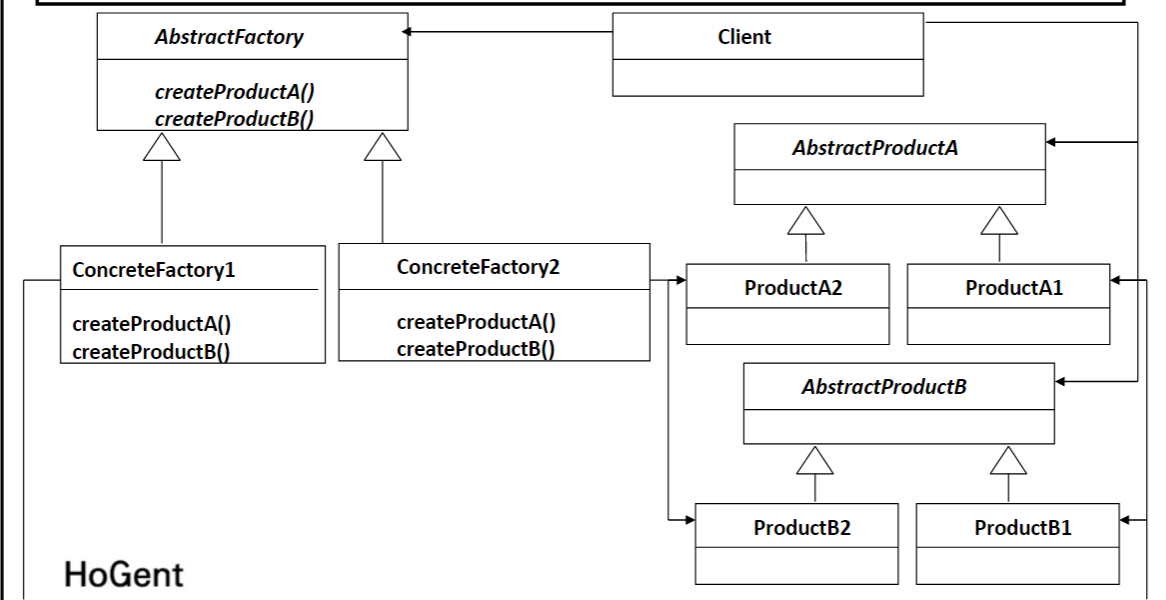 AbstractFactory
createProductA()
createProductB()
Client
AbstractProductA
ConcreteFactory1
createProductA()
createProductB()
ConcreteFactory2
createProductA()
createProductB()
ProductA2
ProductA1
AbstractProductB
ProductB2
ProductB1
HoGent